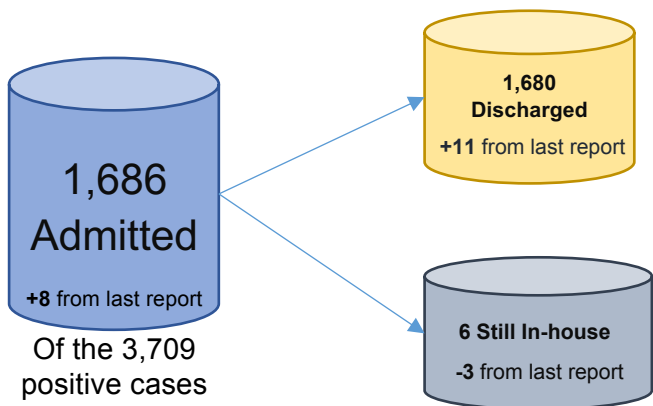 1,686
Admitted
+8 from last report
Of the 3,709
positive cases
1,680
Discharged
+11 from last report
6 Still In-house
-3 from last report